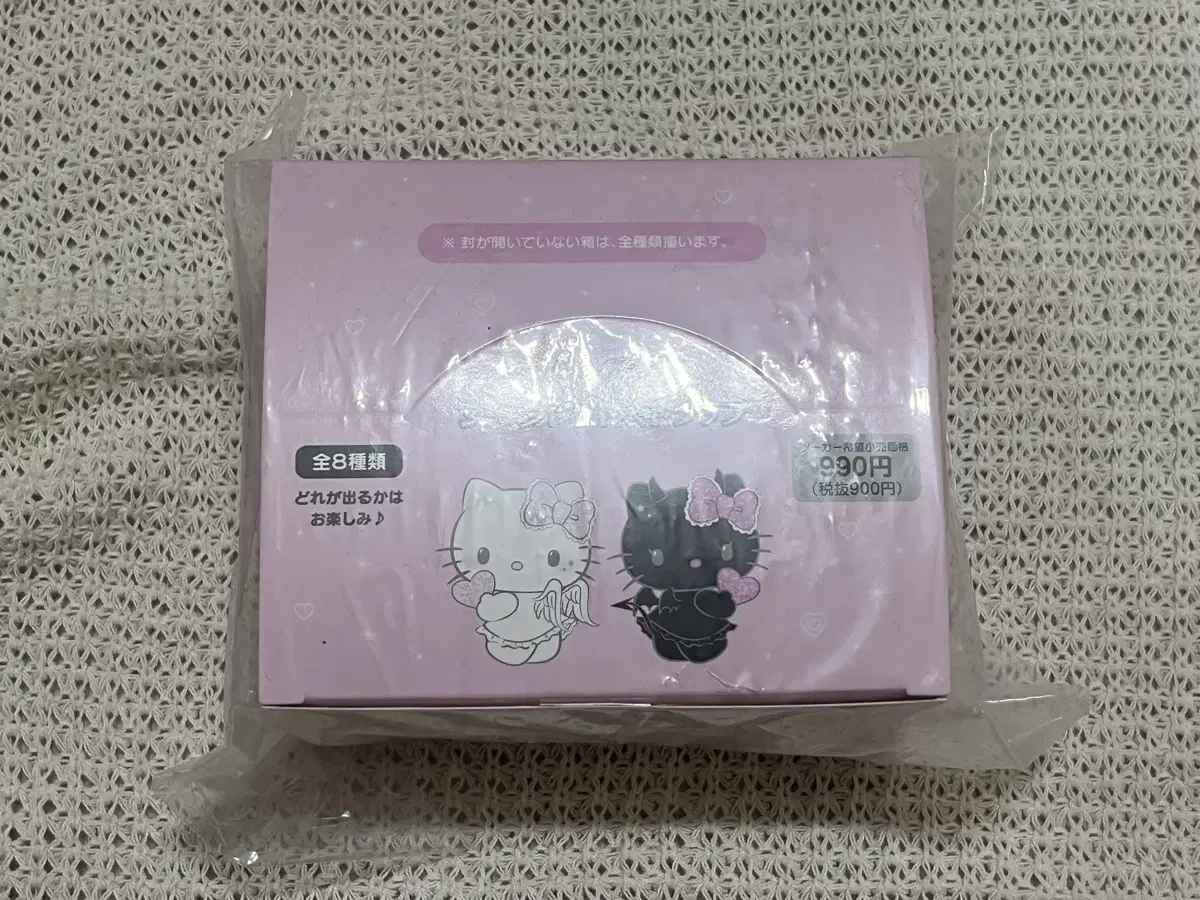 ※ 封が開いていない箱は、全種類揃います。
全8種類
どれが出るかは
お楽しみ♪
メーカー希望小売価格
990円
(税抜900円)